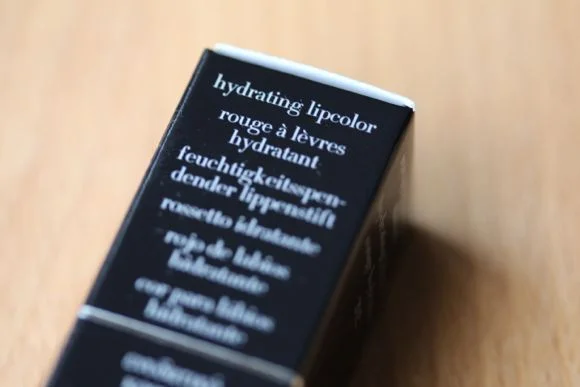 hydrating lipcolor
rouge à lèvres
hydratant
feuchtigkeitsspen-
dender lippenstift
rossetto idratante
rojo de labios
hidratante
cor para lábios
hidratante